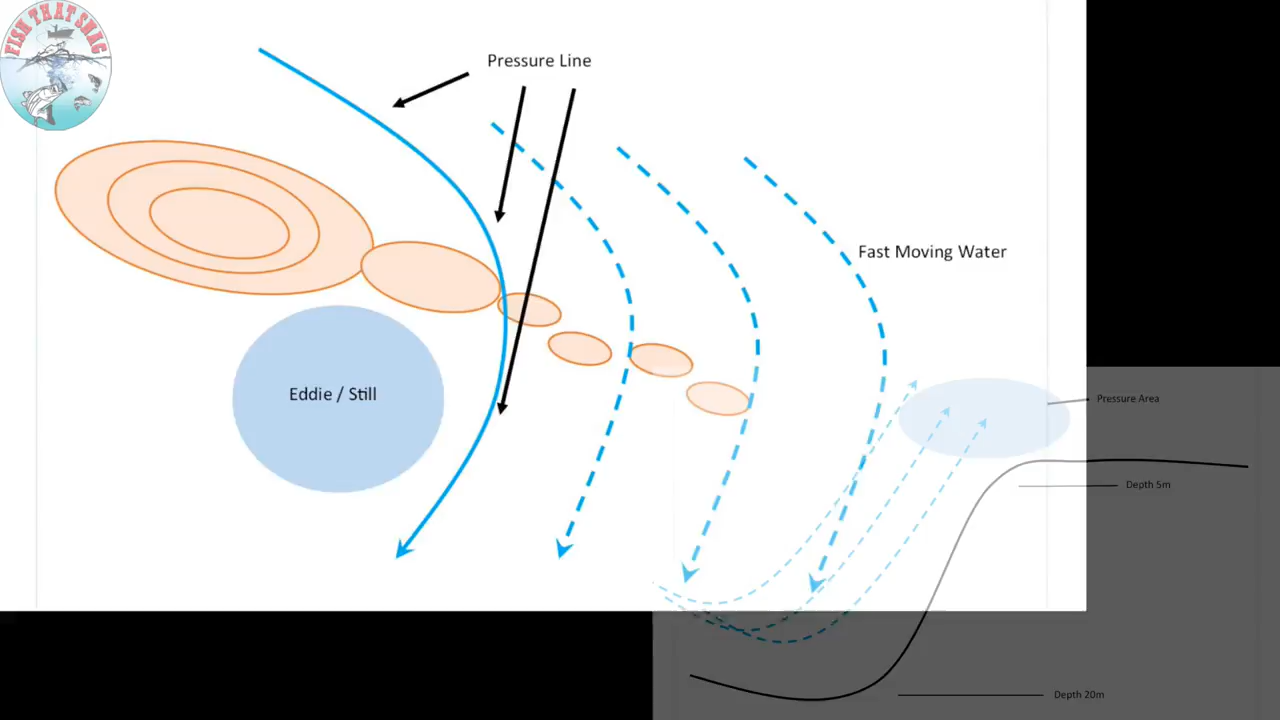 FISH THAT SNAG
Pressure Line
Fast Moving Water
Eddie / Still
Pressure Area
Depth 5m
Depth 20m